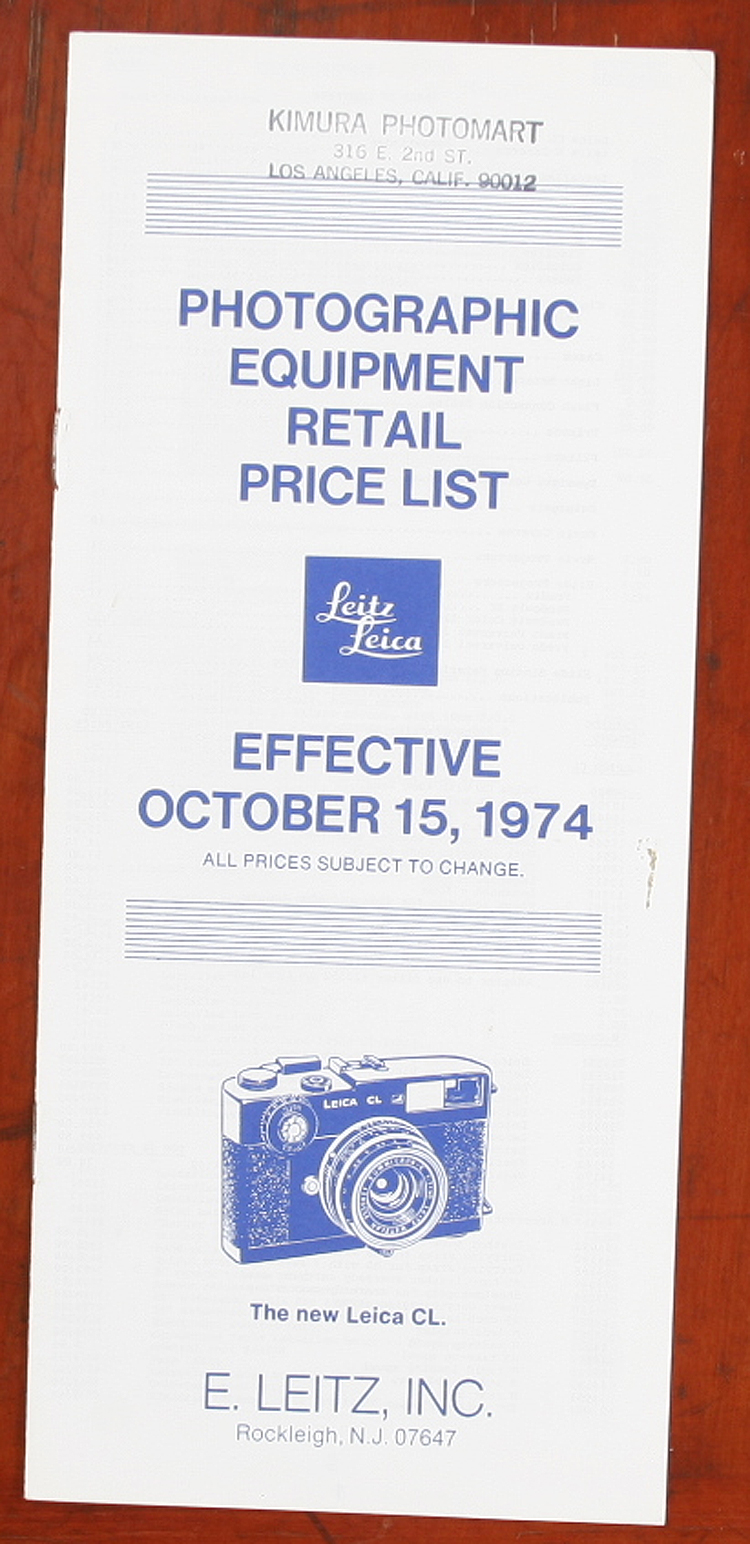 KIMURA PHOTOMART
316 E. 2nd ST.
LOS ANGELES, CALIF. 90012
PHOTOGRAPHIC
EQUIPMENT
RETAIL
PRICE LIST
Leitz
Leica
EFFECTIVE
OCTOBER 15, 1974
ALL PRICES SUBJECT TO CHANGE.
LEICA CL
The new Leica CL.
E. LEITZ, INC.
Rockleigh, N.J. 07647